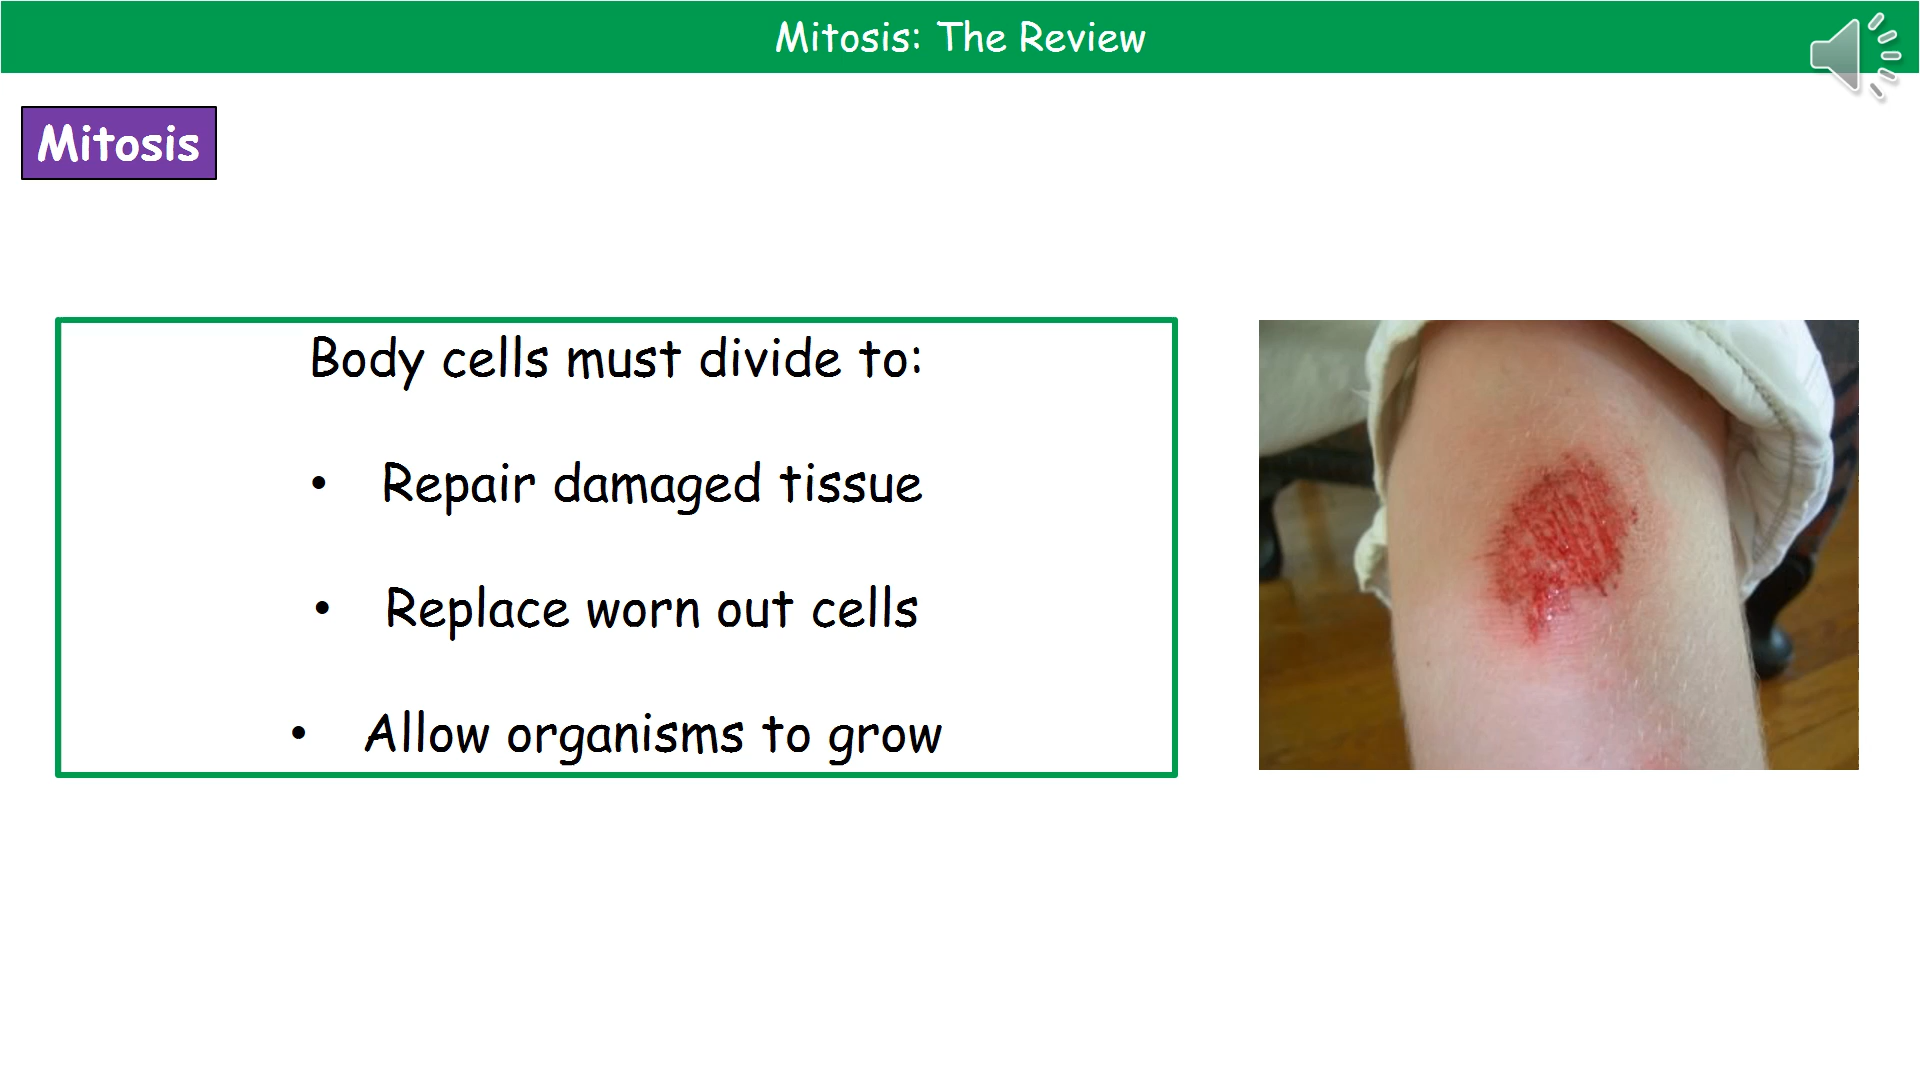 Mitosis: The Review
Mitosis
Body cells must divide to:
• Repair damaged tissue
• Replace worn out cells
• Allow organisms to grow